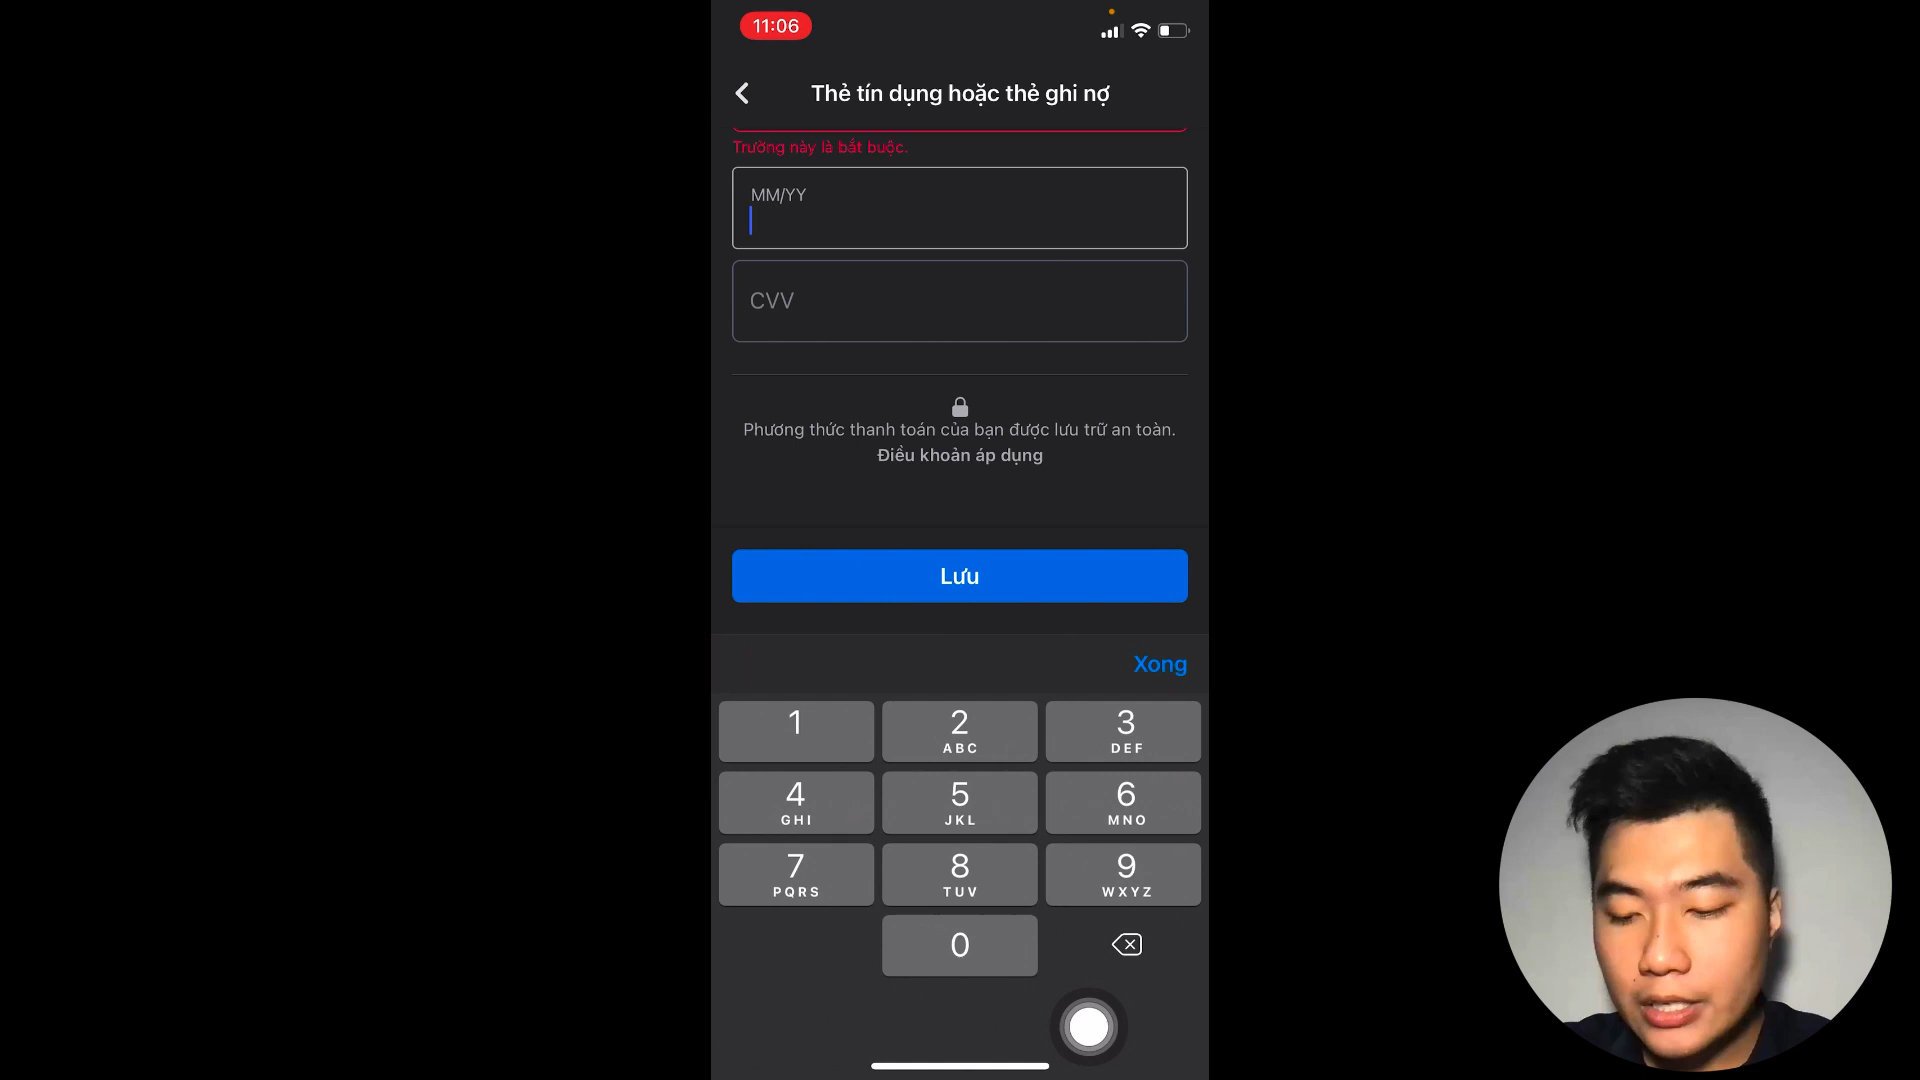 11:06
Thẻ tín dụng hoặc thẻ ghi nợ
Trường này là bắt buộc.
MM/YY
CVV
Phương thức thanh toán của bạn được lưu trữ an toàn.
Điều khoản áp dụng
Lưu
Xong
1
2
ABC
3
DEF
4
GHI
5
JKL
6
MNO
7
PQRS
8
TUV
9
WXYZ
0